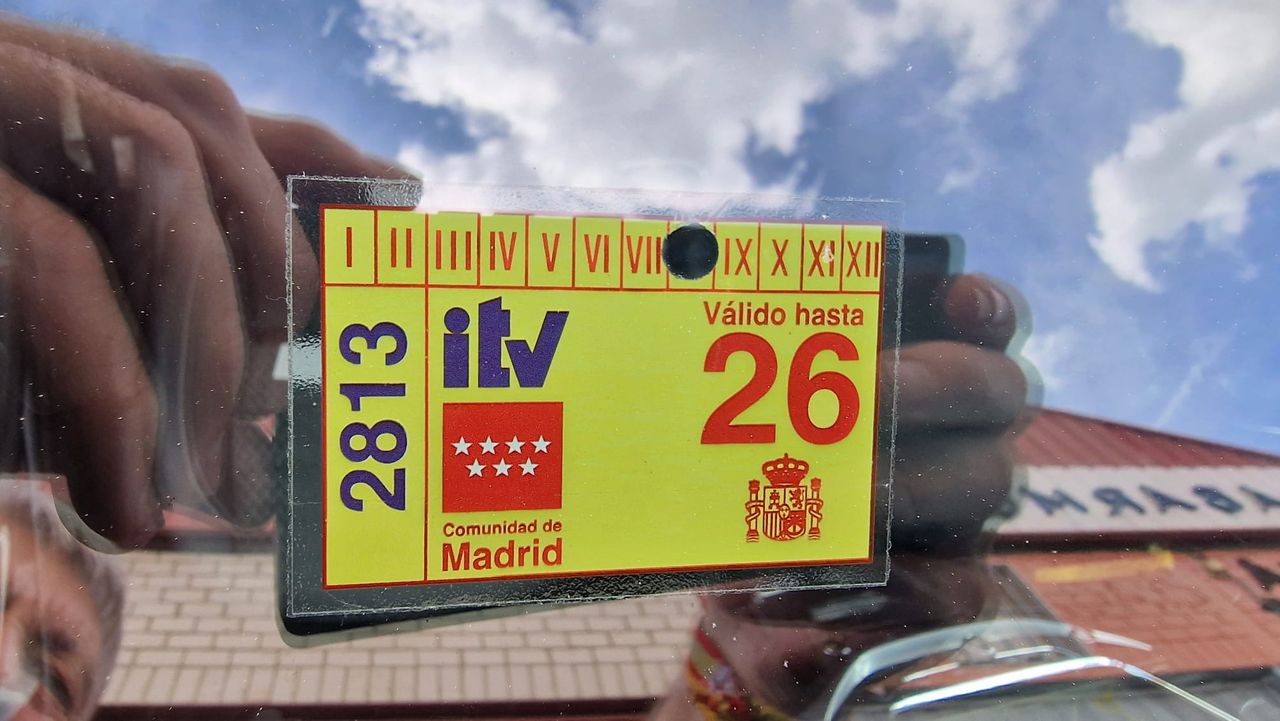 I II III IV V VI VII IX X XI XII
2813
itv
Válido hasta
26
Comunidad de
Madrid